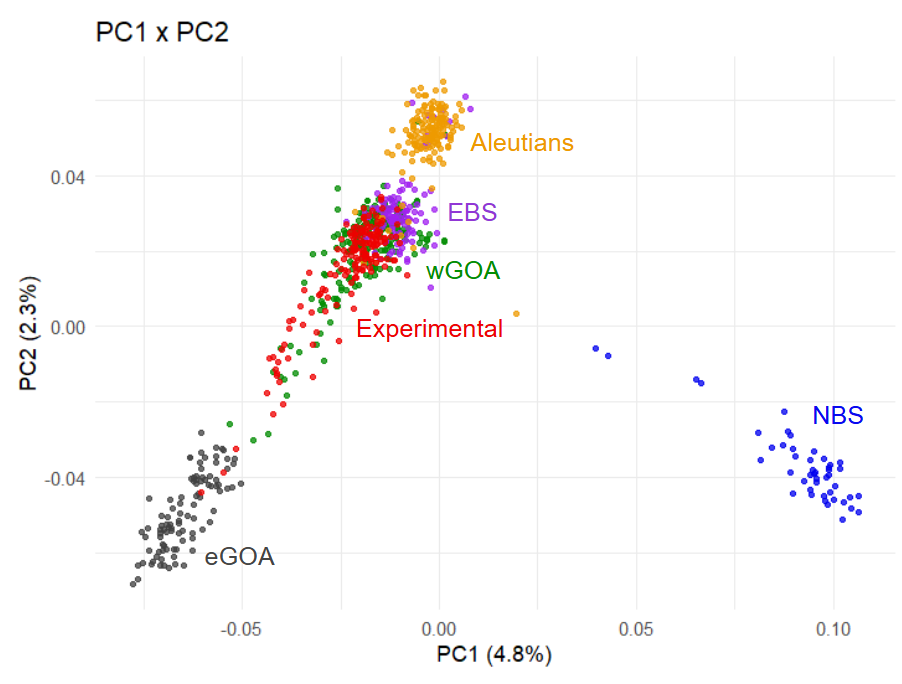 PC1 x PC2
Aleutians
0.04
EBS
wGOA
PC2 (2.3%)
0.00
Experimental
NBS
-0.04
eGOA
-0.05
0.00
0.05
0.10
PC1 (4.8%)